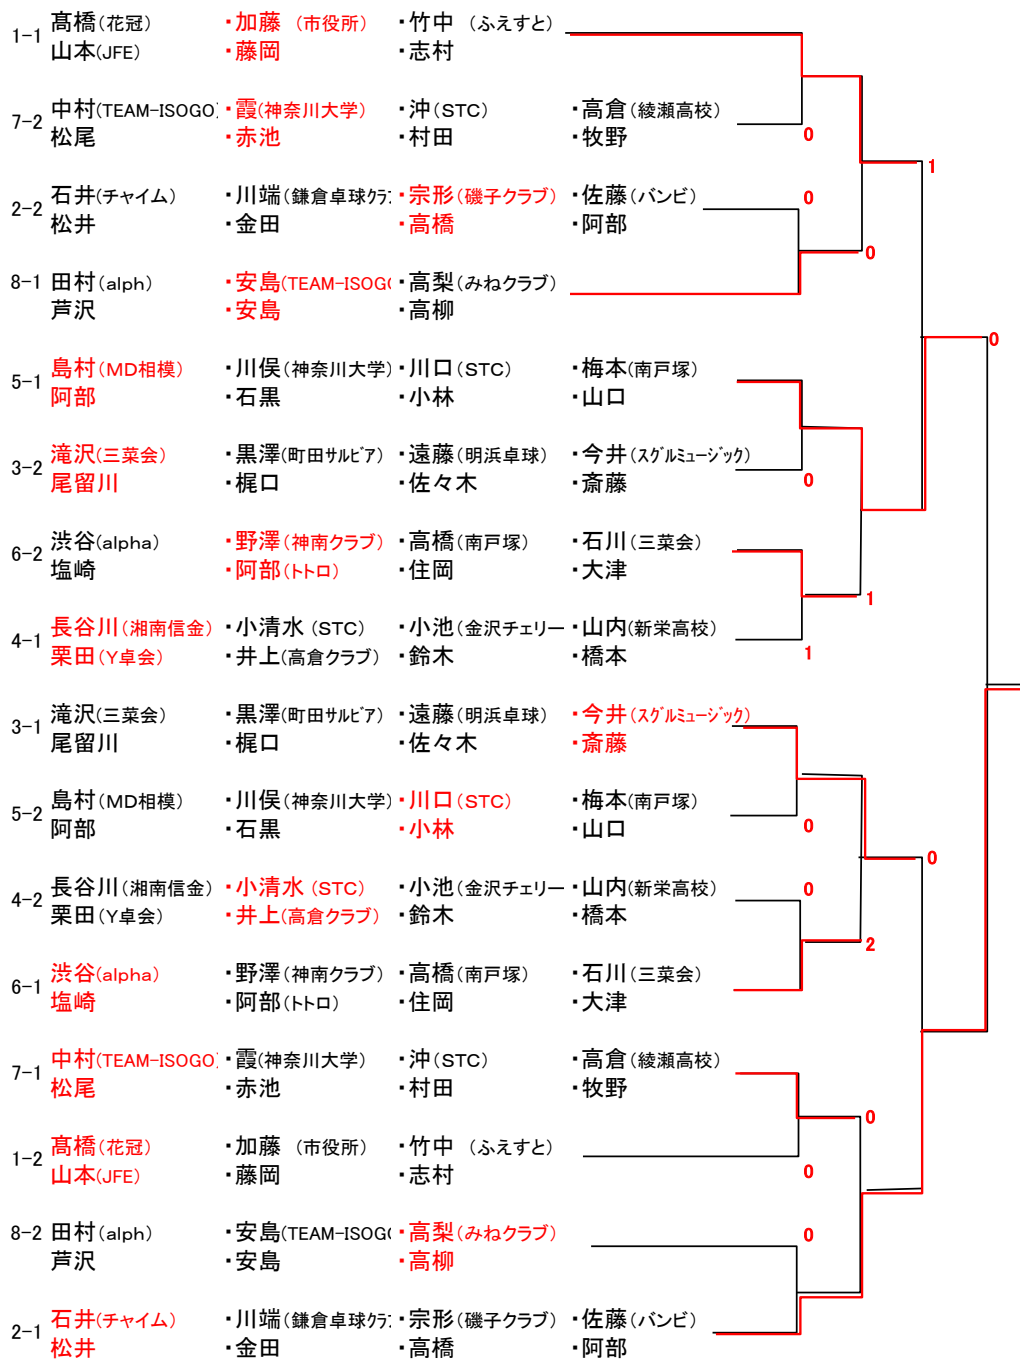 1-1 髙橋(花冠) ・加藤 (市役所) ・竹中 (ふえすと)
山本(JFE) ・藤岡 ・志村
7-2 中村(TEAM-ISOGO) ・霞(神奈川大学) ・沖(STC) ・高倉(綾瀬高校)
松尾 ・赤池 ・村田 ・牧野
0
1
2-2 石井(チャイム) ・川端(鎌倉卓球クラブ ・宗形(磯子クラブ) ・佐藤(バンビ)
0
松井 ・金田 ・高橋 ・阿部
0
8-1 田村(alph) ・安島(TEAM-ISOGO ・高梨(みねクラブ)
芦沢 ・安島 ・高柳
0
5-1 島村(MD相模) ・川俣(神奈川大学) ・川口(STC) ・梅本(南戸塚)
阿部 ・石黒 ・小林 ・山口
3-2 滝沢(三菜会) ・黒澤(町田サルビア) ・遠藤(明浜卓球) ・今井(スグルミュージック)
尾留川 ・梶口 ・佐々木 ・斎藤
0
6-2 渋谷(alpha) ・野澤(神南クラブ) ・高橋(南戸塚) ・石川(三菜会)
塩崎 ・阿部(トトロ) ・住岡 ・大津
1
4-1 長谷川(湘南信金) ・小清水(STC) ・小池(金沢チェリー ・山内(新栄高校)
栗田(Y卓会) ・井上(高倉クラブ) ・鈴木 ・橋本
1
3-1 滝沢(三菜会) ・黒澤(町田サルビア) ・遠藤(明浜卓球) ・今井(スグルミュージック)
尾留川 ・梶口 ・佐々木 ・斎藤
5-2 島村(MD相模) ・川俣(神奈川大学) ・川口(STC) ・梅本(南戸塚)
阿部 ・石黒 ・小林 ・山口
0
0
4-2 長谷川(湘南信金) ・小清水(STC) ・小池(金沢チェリー ・山内(新栄高校)
0
栗田(Y卓会) ・井上(高倉クラブ) ・鈴木 ・橋本
2
6-1 渋谷(alpha) ・野澤(神南クラブ) ・高橋(南戸塚) ・石川(三菜会)
塩崎 ・阿部(トトロ) ・住岡 ・大津
7-1 中村(TEAM-ISOGO) ・霞(神奈川大学) ・沖(STC) ・高倉(綾瀬高校)
松尾 ・赤池 ・村田 ・牧野
0
1-2 髙橋(花冠) ・加藤 (市役所) ・竹中 (ふえすと)
山本(JFE) ・藤岡 ・志村
0
8-2 田村(alph) ・安島(TEAM-ISOGO ・高梨(みねクラブ)
0
芦沢 ・安島 ・高柳
2-1 石井(チャイム) ・川端(鎌倉卓球クラブ ・宗形(磯子クラブ) ・佐藤(バンビ)
松井 ・金田 ・高橋 ・阿部